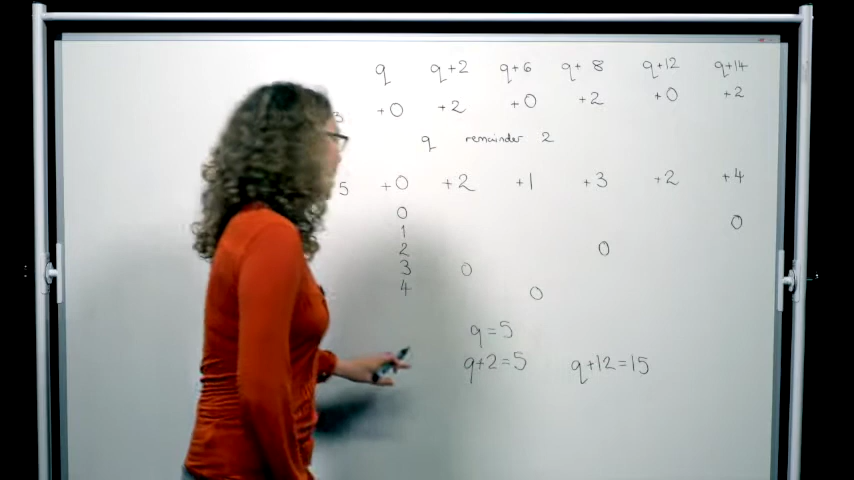 q q+2 q+6 q+8 q+12 q+14
3 +0 +2 +0 +2 +0 +2
q remainder 2
5 +0 +2 +1 +3 +2 +4
0
1 0
2 0
3 0
4 0
q=5
q+2=5 q+12=15